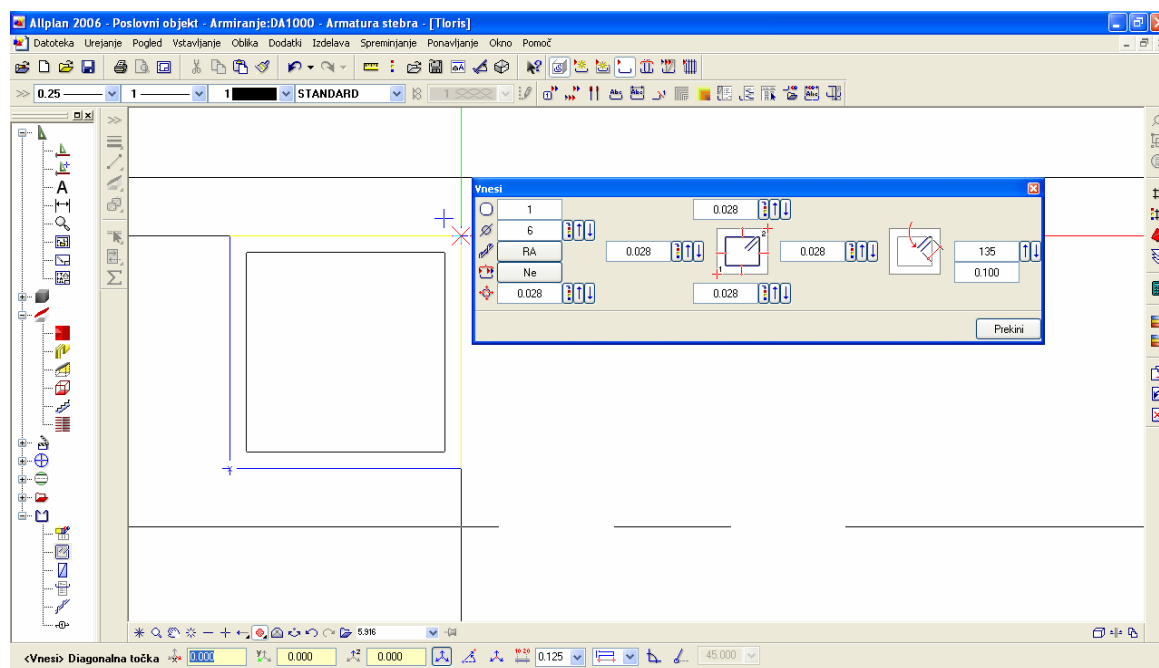 Allplan 2006 - Poslovni objekt - Armiranje:DA1000 - Armatura stebra - [Tloris]
Datoteka Urejanje Pogled Vstavljanje Oblika Dodatki Izdelava Spreminjanje Ponavljanje Okno Pomoč
0.25 1 1 STANDARD 1
Vnesi
1 0.028
6
RA 0.028 0.028 135
Ne 0.100
0.028 0.028
Prekini
5.916
<Vnesi> Diagonalna točka 0.000 0.000 0.000 0.125 45.000